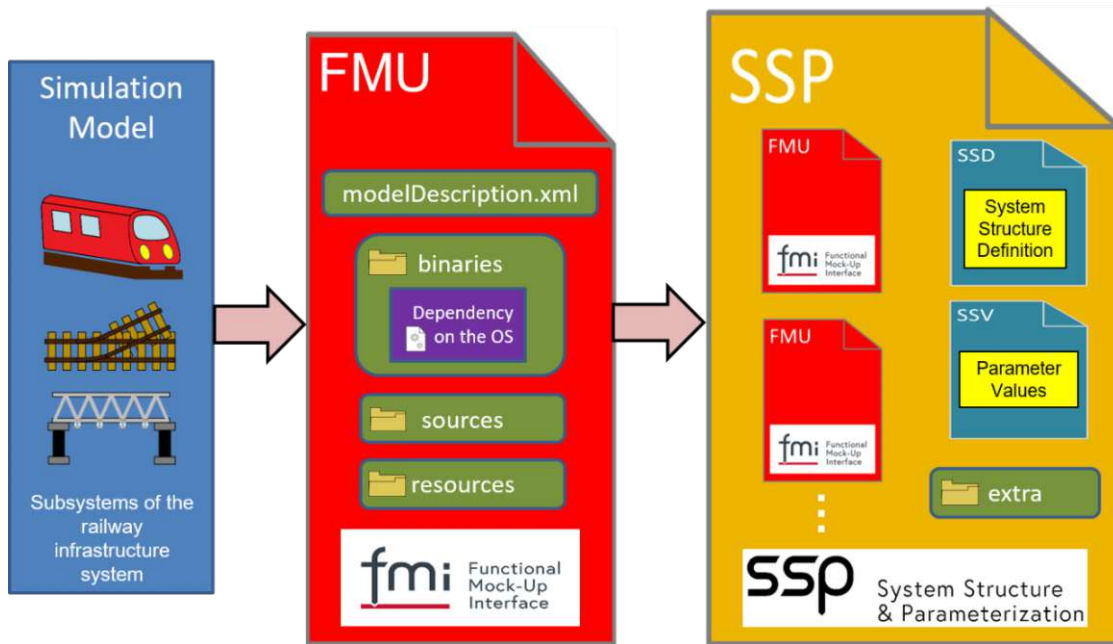 Simulation
Model
Subsystems of the
railway
infrastructure
system
FMU
modelDescription.xml
binaries
Dependency
on the OS
sources
resources
fmi Functional
Mock-Up
Interface
SSP
FMU
fmi Functional
Mock-Up
Interface
FMU
fmi Functional
Mock-Up
Interface
SSD
System
Structure
Definition
SSV
Parameter
Values
extra
ssp System Structure
& Parameterization